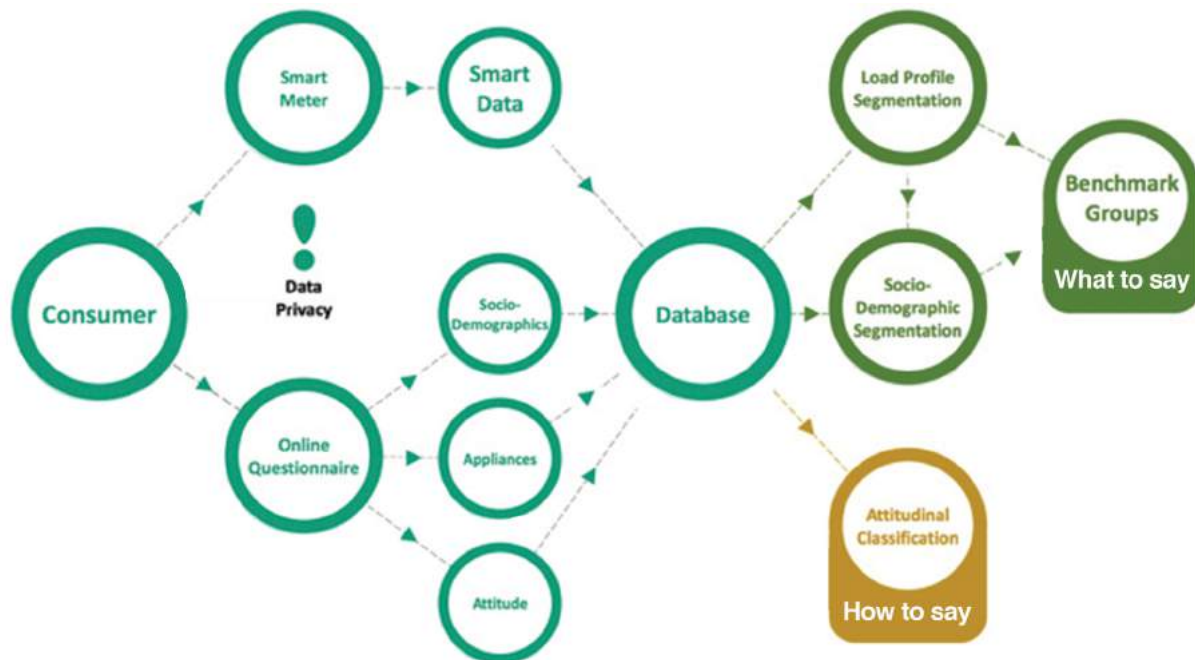 Smart
Meter
Smart
Data
Load Profile
Segmentation
Benchmark
Groups
What to say
Data
Privacy
Consumer
Socio-
Demographics
Database
Socio-
Demographic
Segmentation
Online
Questionnaire
Appliances
Attitudinal
Classification
How to say
Attitude